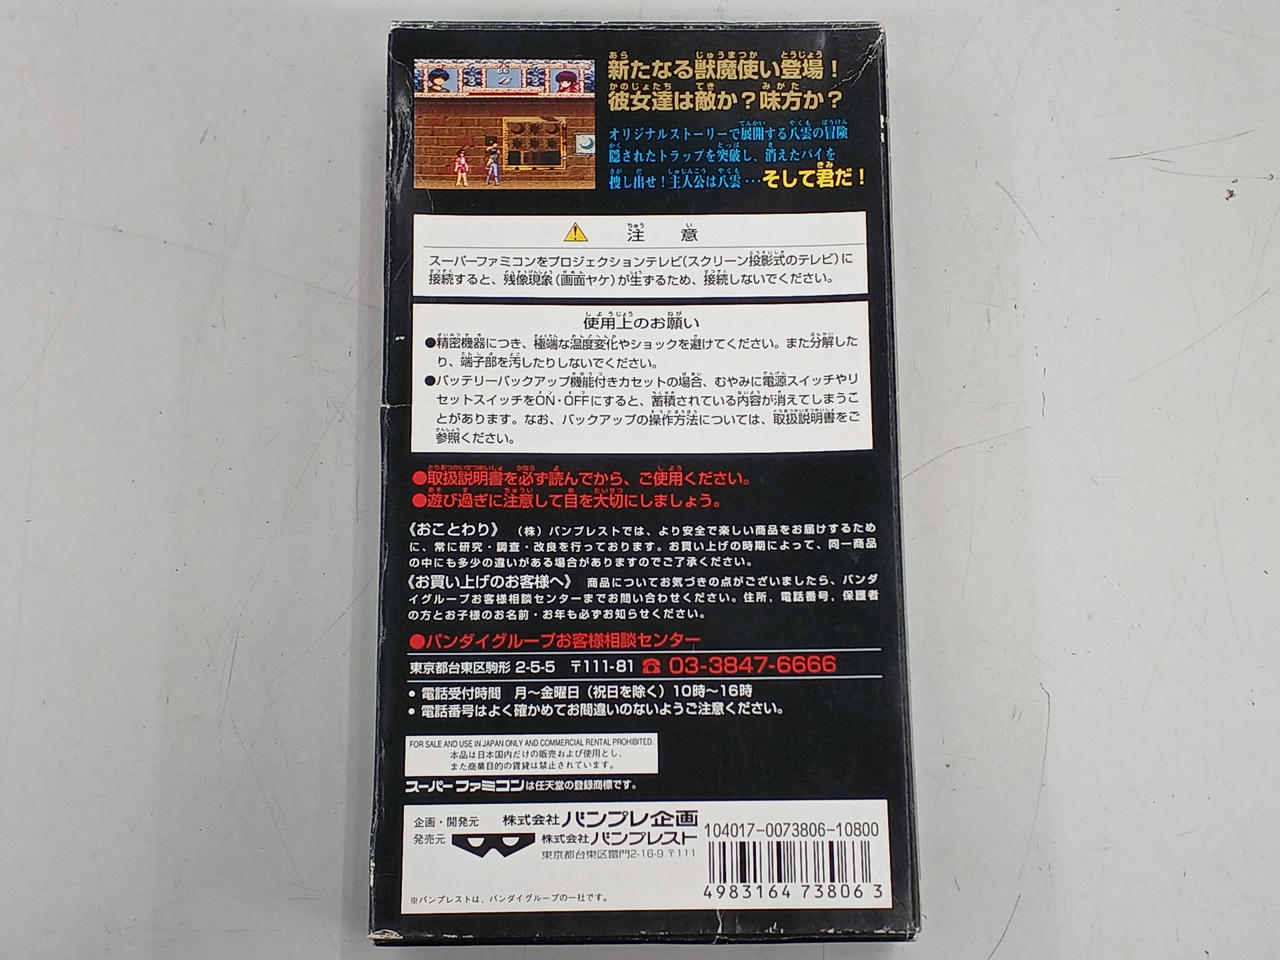 新たなる獣魔使い登場！
彼女達は敵か？味方か？
オリジナルストーリーで展開する八雲の冒険
隠されたトラップを突破し、消えたパイを
捜し出せ！主人公は八雲…そして君だ！
注意
スーパーファミコンをプロジェクションテレビ(スクリーン投影式のテレビ)に
接続すると、残像現象(画面ヤケ)が生ずるため、接続しないでください。
使用上のお願い
●精密機器につき、極端な温度変化やショックを避けてください。また分解した
り、端子部を汚したりしないでください。
●バッテリーバックアップ機能付きカセットの場合、むやみに電源スイッチやリ
セットスイッチをON・OFFにすると、蓄積されている内容が消えてしまうこ
とがあります。なお、バックアップの操作方法については、取扱説明書をご
参照ください。
●取扱説明書を必ず読んでから、ご使用ください。
●遊び過ぎに注意して目を大切にしましょう。
《おことわり》（株）バンプレストでは、より安全で楽しい商品をお届けするため
に、常に研究・調査・改良を行っております。お買い上げの時期によって、同一商品
の中にも多少の違いがある場合がありますのでご了承ください。
《お買い上げのお客様へ》商品についてお気づきの点がございましたら、バンダ
イグループお客様相談センターまでお問い合わせください。住所，電話番号，保護者
の方とお子様のお名前・お年も必ずお知らせください。
●バンダイグループお客様相談センター
東京都台東区駒形 2-5-5 〒111-81 ☎ 03-3847-6666
・電話受付時間 月～金曜日（祝日を除く）10時～16時
・電話番号はよく確かめてお間違いのないようご注意ください。
FOR SALE AND USE IN JAPAN ONLY AND COMMERCIAL RENTAL PROHIBITED.
本品は日本国内だけの販売および使用とし、
また商業目的の賃貸は禁止されています。
スーパーファミコンは任天堂の登録商標です。
企画・開発元 株式会社バンプレ企画
発売元 株式会社バンプレスト
東京都台東区雷門2-16-9 〒111
104017-0073806-10800
4983164 738063
※バンプレストは、バンダイグループの一社です。